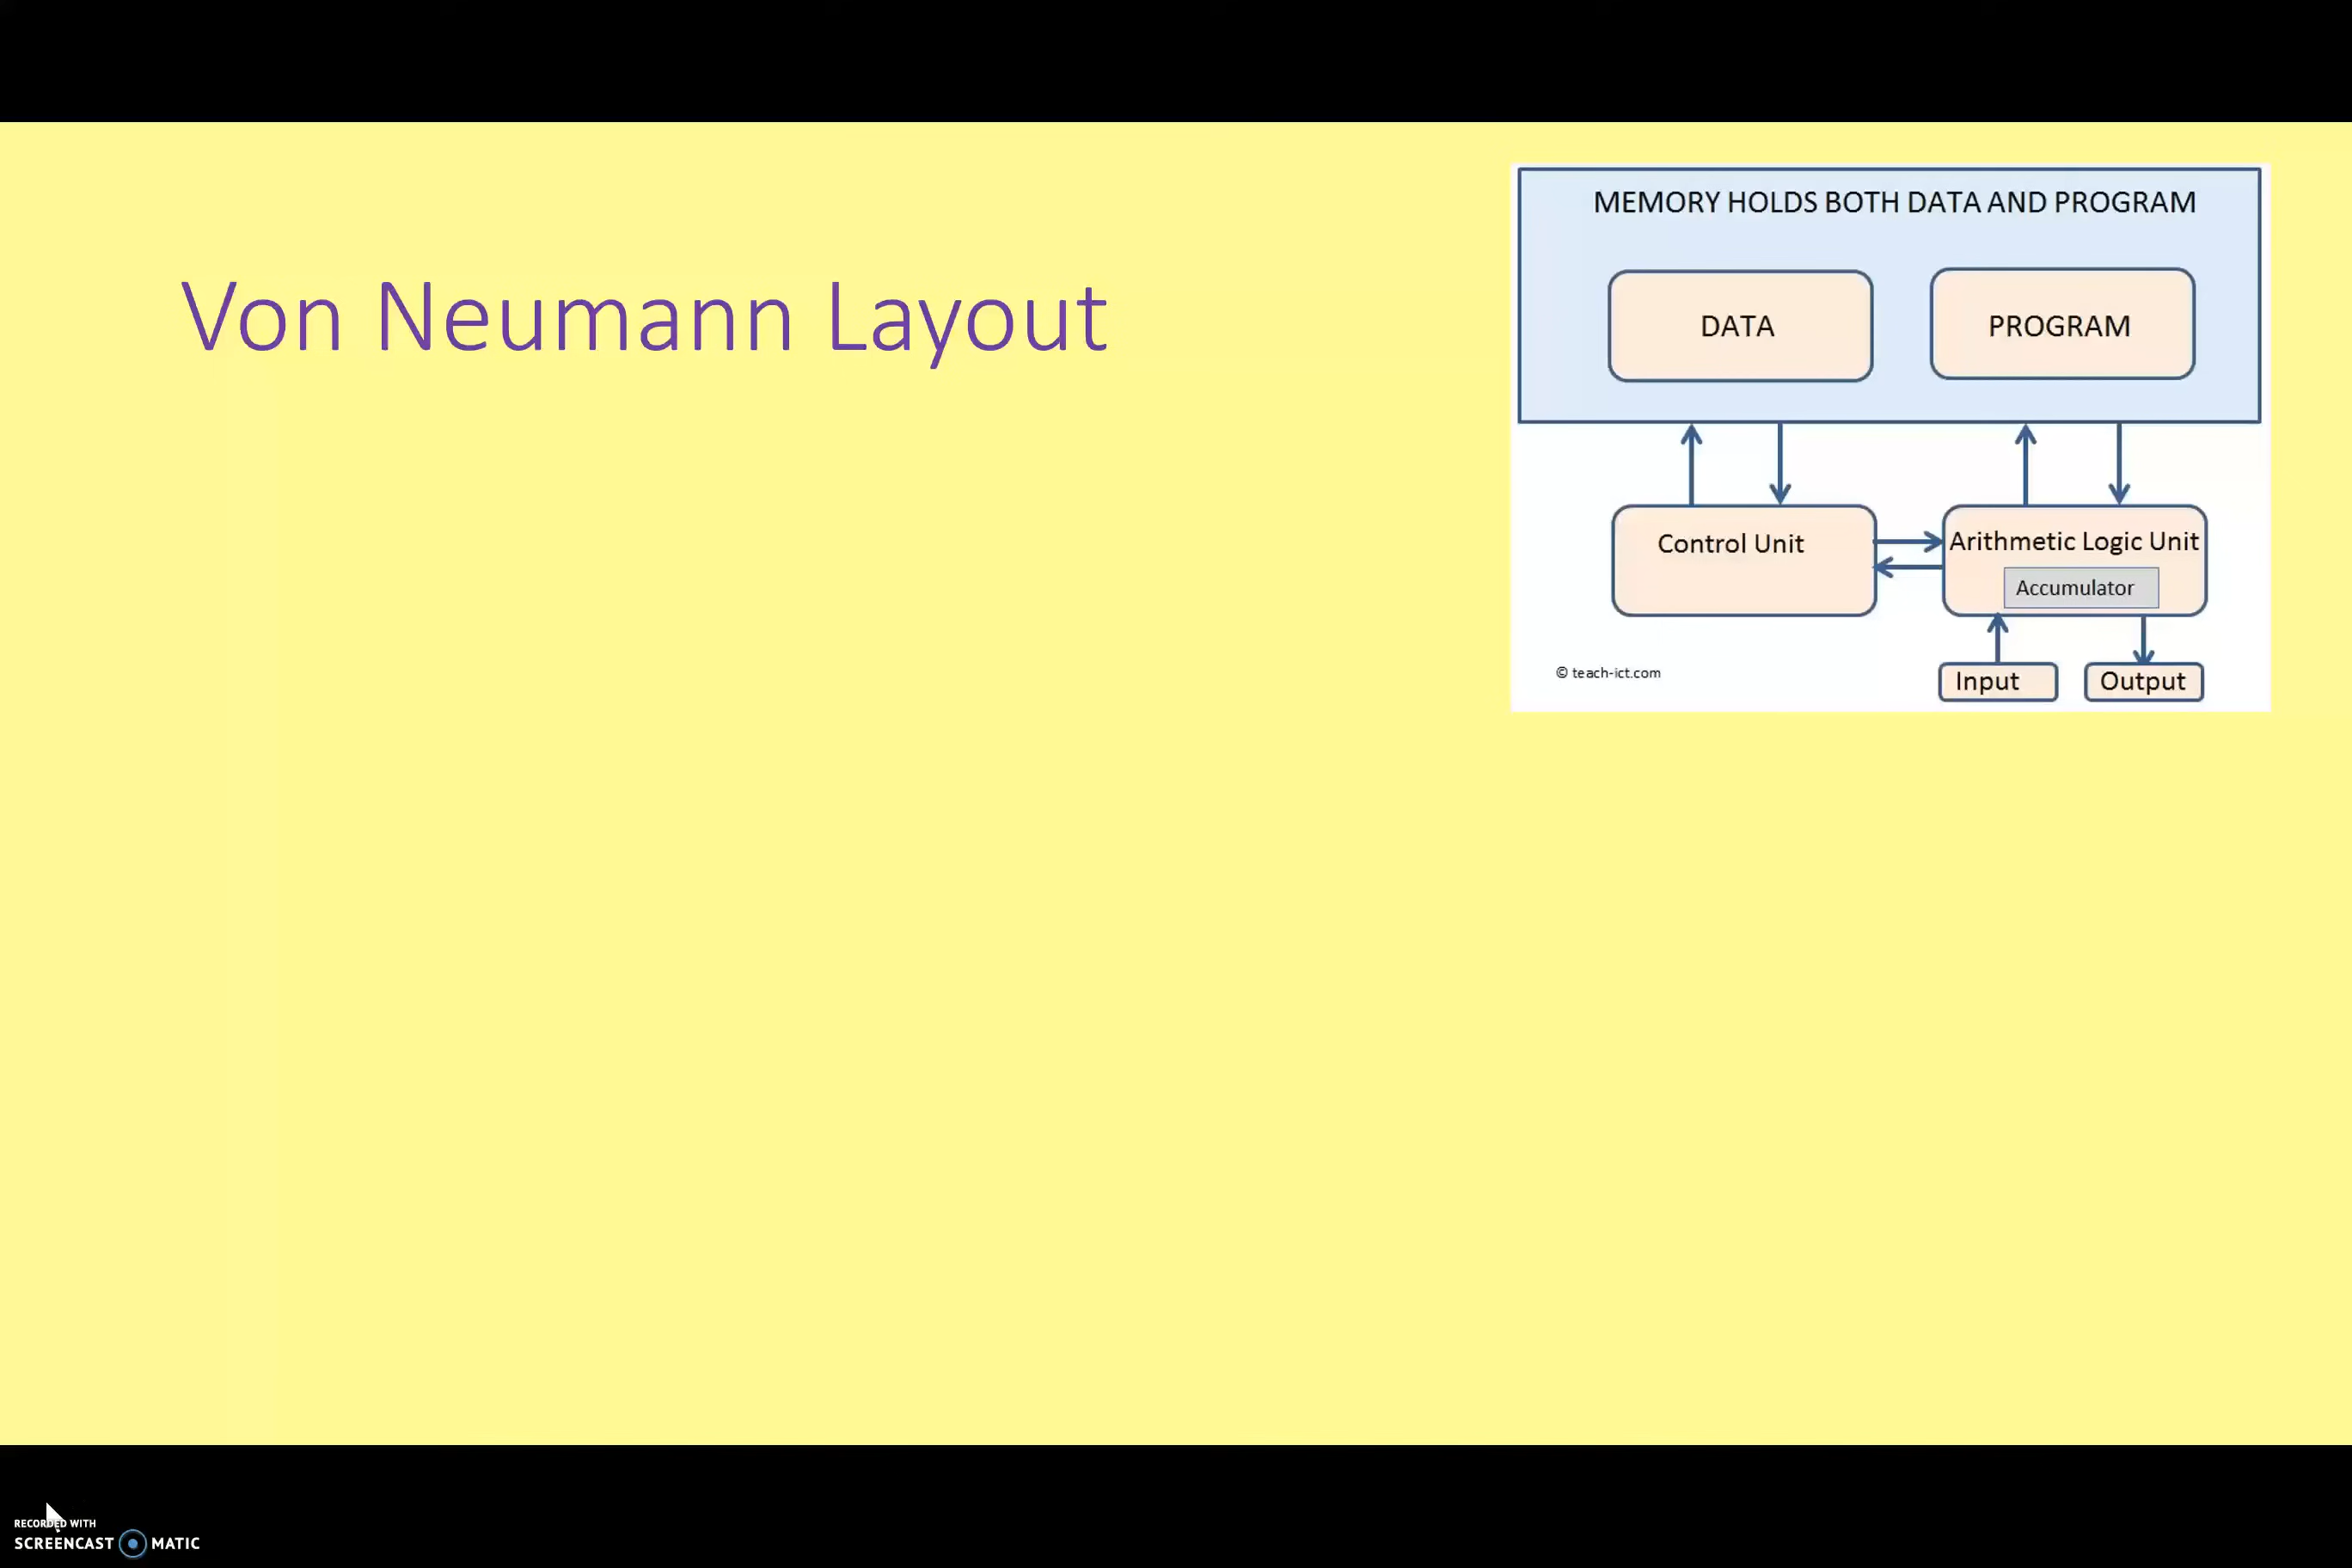 Von Neumann Layout
MEMORY HOLDS BOTH DATA AND PROGRAM
DATA
PROGRAM
Control Unit
Arithmetic Logic Unit
Accumulator
Input
Output
© teach-ict.com
RECORDED WITH
SCREENCAST MATIC